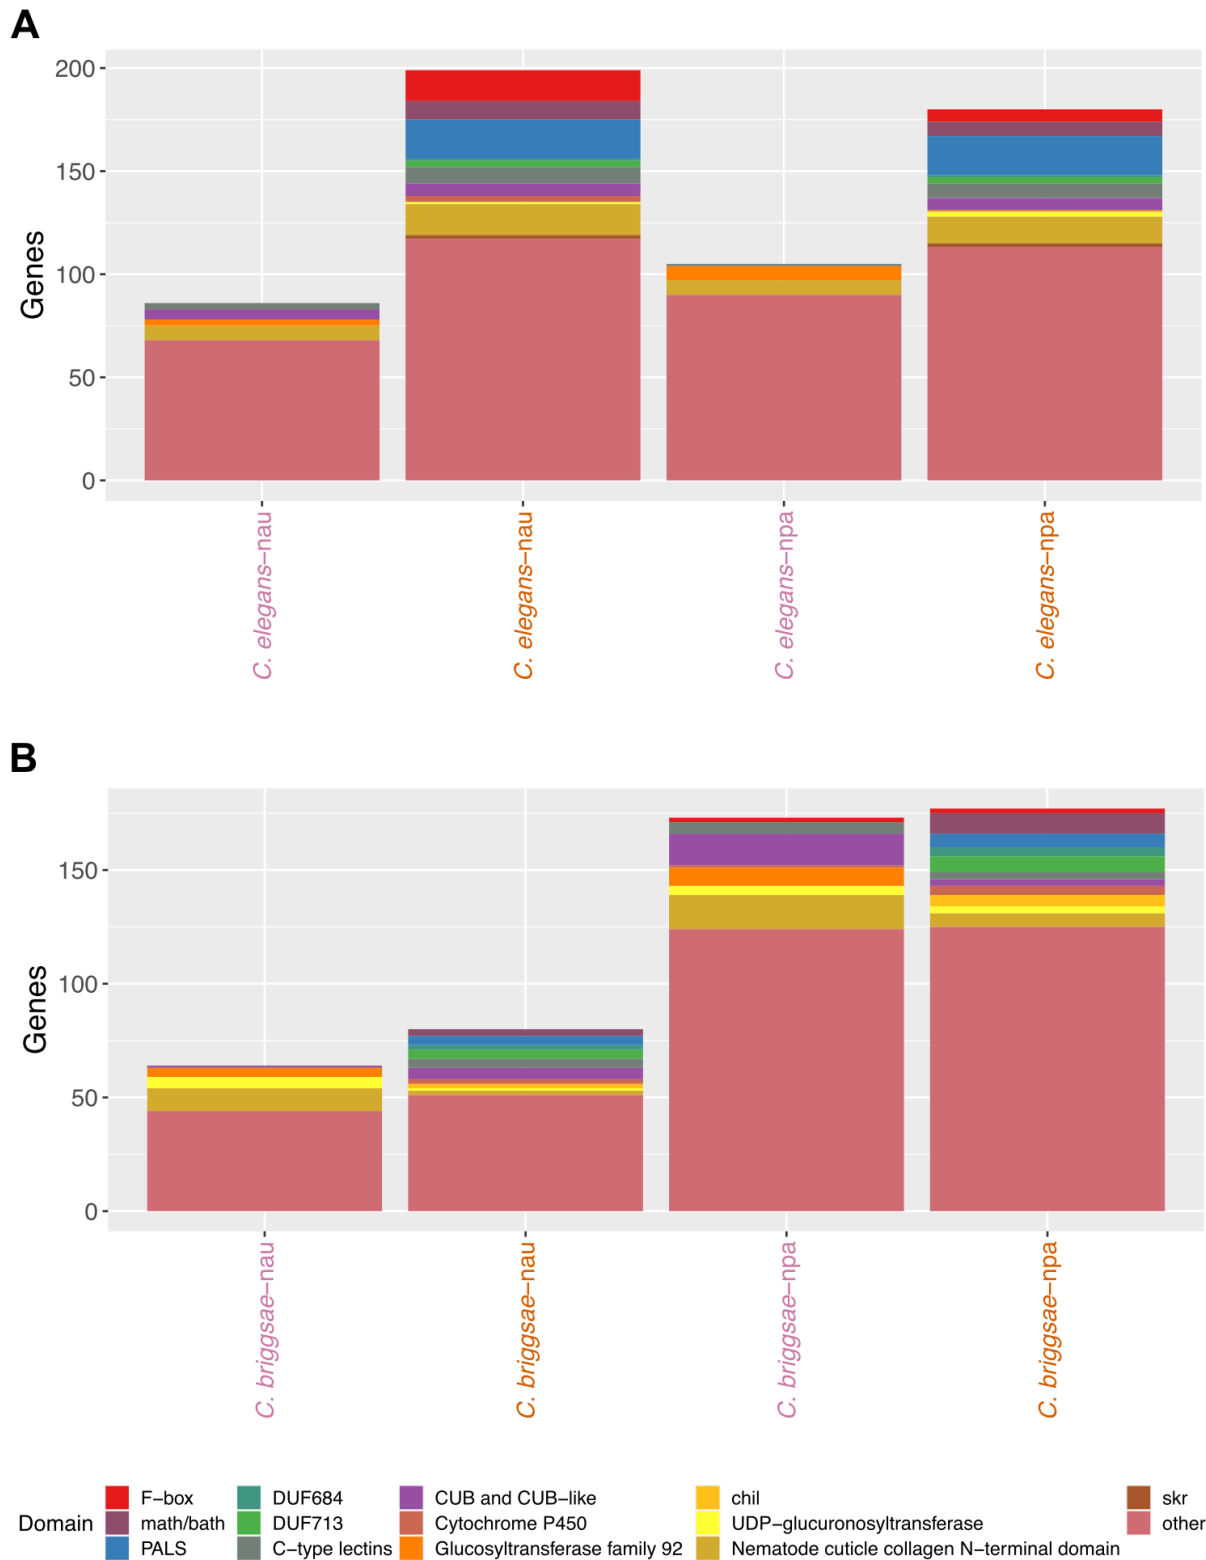 A
Genes
200
150
100
50
0
C. elegans−nau
C. elegans−nau
C. elegans−npa
C. elegans−npa
B
Genes
150
100
50
0
C. briggsae−nau
C. briggsae−nau
C. briggsae−npa
C. briggsae−npa
Domain
F−box
math/bath
PALS
DUF684
DUF713
C−type lectins
CUB and CUB−like
Cytochrome P450
Glucosyltransferase family 92
chil
UDP−glucuronosyltransferase
Nematode cuticle collagen N−terminal domain
skr
other